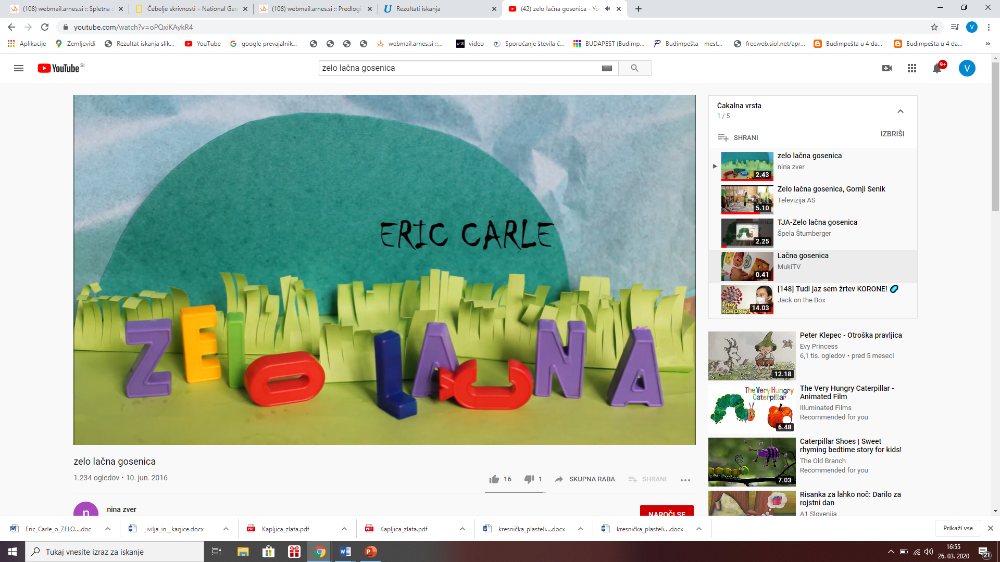 (108) webmail.arnes.si :: Spletna s
Čebelje skrivnosti – National Geo
(108) webmail.arnes.si :: Predlogi
Rezultati iskanja
(42) zelo lačna gosenica - You
youtube.com/watch?v=oPQxiKAykR4
V
Aplikacije
Zemljevidi
Rezultat iskanja slik...
YouTube
google prevajalnik...
webmail.arnes.si ::...
video
Sporočanje števila č...
BUDAPEST (Budimp...
Budimpešta - mest...
freeweb.siol.net/apr...
Budimpešta u 4 da...
Budimpešta u 4 da...
YouTube SI
zelo lačna gosenica
9+
V
ERIC CARLE
ZELO LAČNA
zelo lačna gosenica
1.234 ogledov • 10. jun. 2016
16
1
SKUPNA RABA
SHRANI
n
nina zver
NAROČI SE
Čakalna vrsta
1 / 5
SHRANI
IZBRIŠI
zelo lačna gosenica
nina zver
2.43
Zelo lačna gosenica, Gornji Senik
Televizija AS
5.10
TJA-Zelo lačna gosenica
Špela Štumberger
2.25
Lačna gosenica
MukiTV
0.41
[148] Tudi jaz sem žrtev KORONE!
Jack on the Box
Žrtev
KORONE?!
14.03
Peter Klepec - Otroška pravljica
Evy Princess
6,1 tis. ogledov • pred 5 meseci
12.18
The Very Hungry
Caterpillar
6.48
The Very Hungry Caterpillar -
Animated Film
Illuminated Films
Recommended for you
Caterpillar Shoes | Sweet
rhyming bedtime story for kids!
The Old Branch
Recommended for you
7.03
Risanka za lahko noč: Darilo za
rojstni dan
A1 Slovenija
Eric_Carle_o_ZELO....doc
_ivilja_in__karjice.docx
Kapljica_zlata.pdf
Kapljica_zlata.pdf
kresnička_plasteli....docx
kresnička_plasteli....docx
Prikaži vse
Tukaj vnesite izraz za iskanje
16:55
26. 03. 2020
21